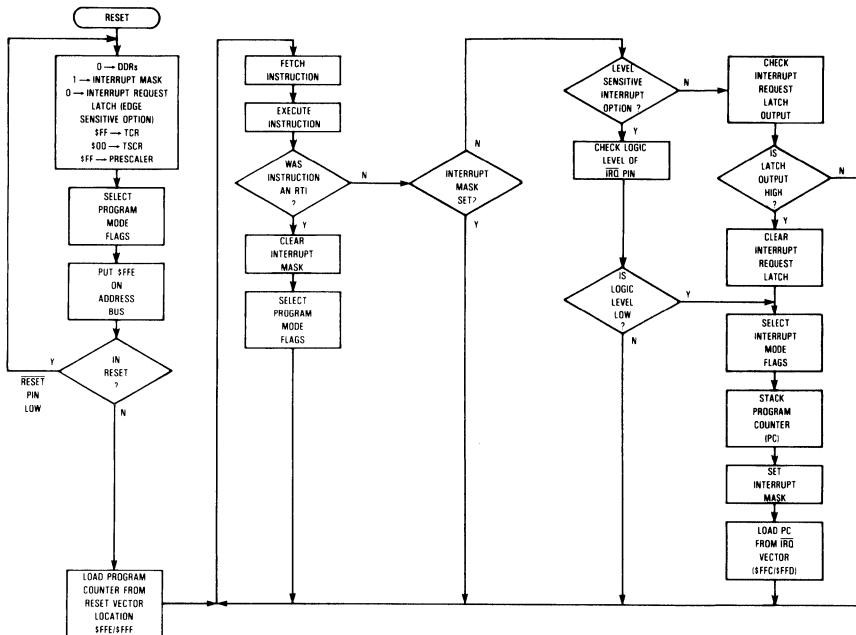 RESET
0 → DDRs
1 → INTERRUPT MASK
0 → INTERRUPT REQUEST
LATCH (EDGE
SENSITIVE OPTION)
$FF → TCR
$00 → TSCR
$FF → PRESCALER
SELECT
PROGRAM
MODE
FLAGS
PUT $FFE
ON
ADDRESS
BUS
IN
RESET
?
Y
RESET
PIN
LOW
N
LOAD PROGRAM
COUNTER FROM
RESET VECTOR
LOCATION
$FFE/$FFF
FETCH
INSTRUCTION
EXECUTE
INSTRUCTION
WAS
INSTRUCTION
AN RTI
?
N
Y
CLEAR
INTERRUPT
MASK
SELECT
PROGRAM
MODE
FLAGS
N
INTERRUPT
MASK
SET?
Y
LEVEL
SENSITIVE
INTERRUPT
OPTION ?
N
Y
CHECK LOGIC
LEVEL OF
IRQ PIN
IS
LOGIC
LEVEL
LOW
?
Y
N
CHECK
INTERRUPT
REQUEST
LATCH
OUTPUT
IS
LATCH
OUTPUT
HIGH
?
N
Y
CLEAR
INTERRUPT
REQUEST
LATCH
SELECT
INTERRUPT
MODE
FLAGS
STACK
PROGRAM
COUNTER
(PC)
SET
INTERRUPT
MASK
LOAD PC
FROM IRQ
VECTOR
($FFC/$FFD)